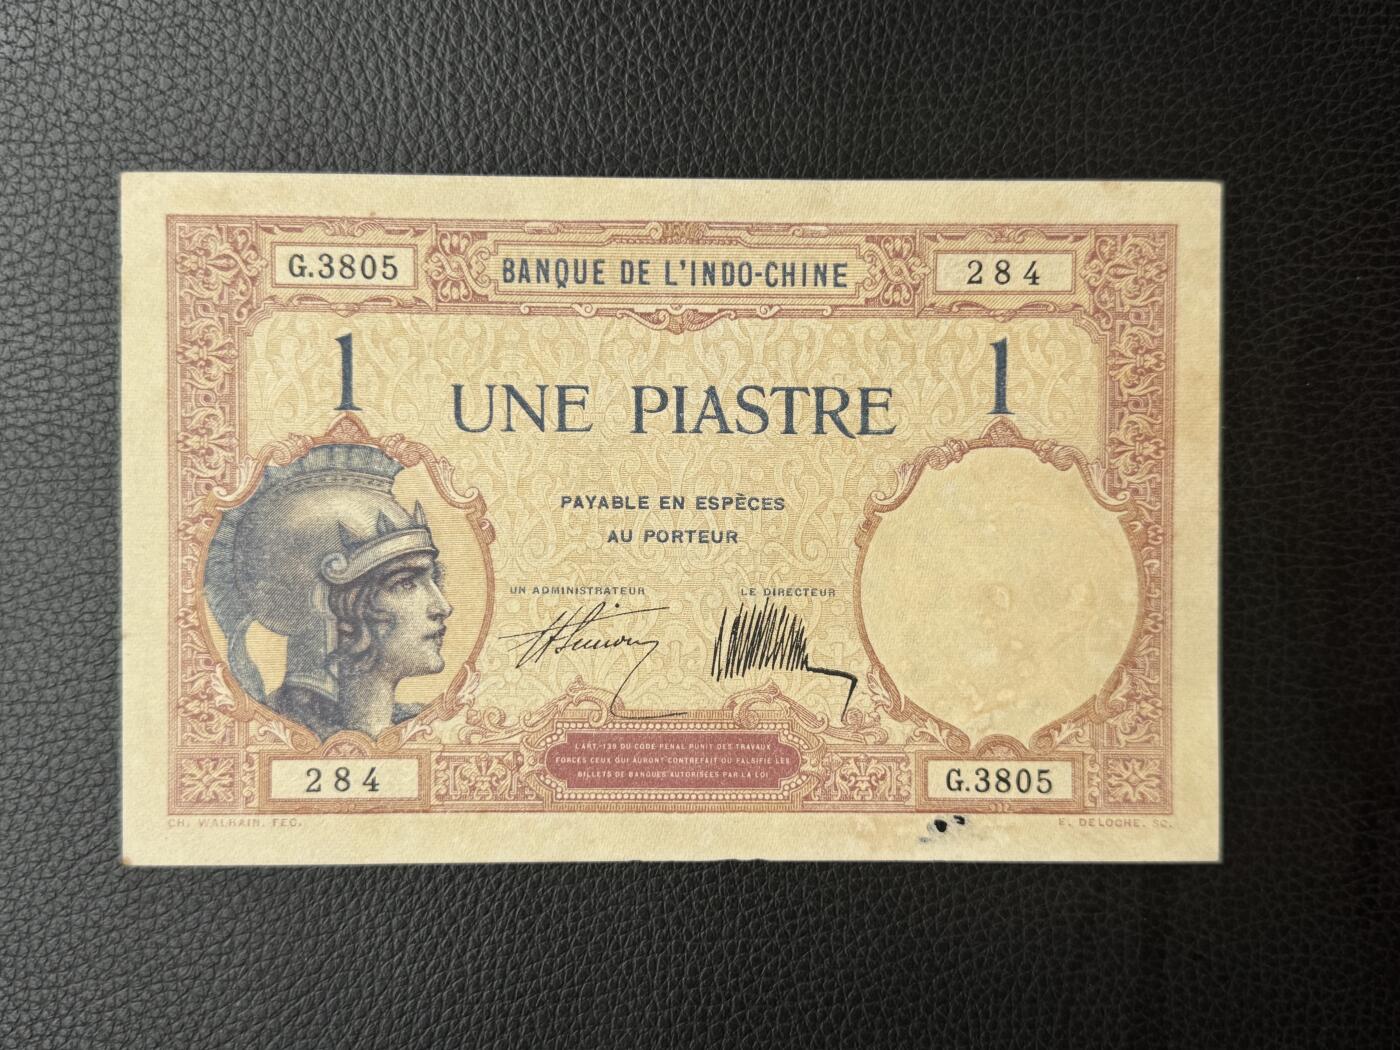 G.3805
BANQUE DE L'INDO-CHINE
284
1
1
UNE PIASTRE
PAYABLE EN ESPÈCES
AU PORTEUR
UN ADMINISTRATEUR
LE DIRECTEUR
L'ART. 139 DU CODE PENAL PUNIT DES TRAVAUX
FORCES CEUX QUI AURONT CONTREFAIT OU FALSIFIE LES
BILLETS DE BANQUES AUTORISEES PAR LA LOI
284
G.3805
CH. WALHAIN. FEC.
E. DELOCHE. SC.